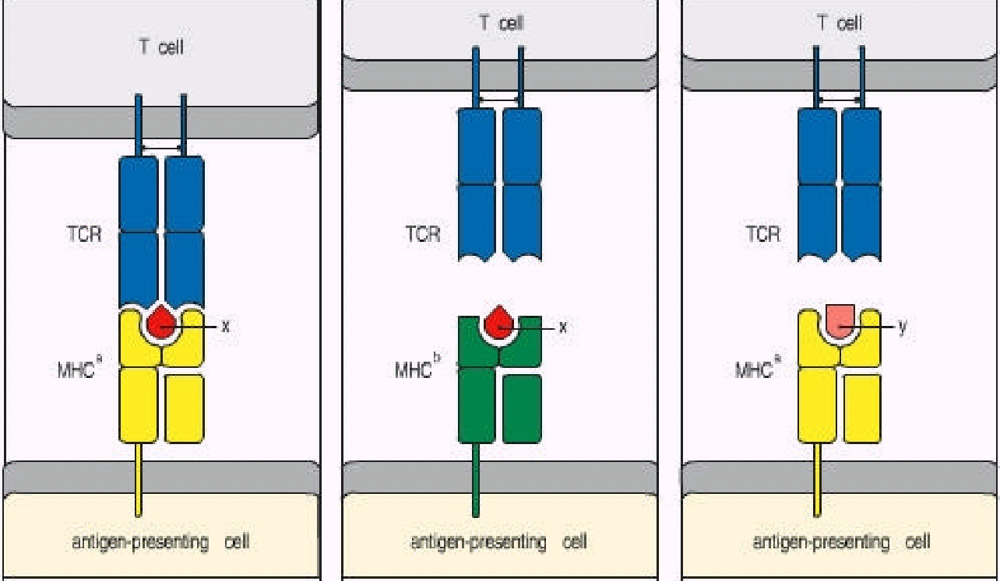 T cell
TCR
x
MHCa
antigen-presenting cell
T cell
TCR
x
MHCb
antigen-presenting cell
T cell
TCR
y
MHCa
antigen-presenting cell